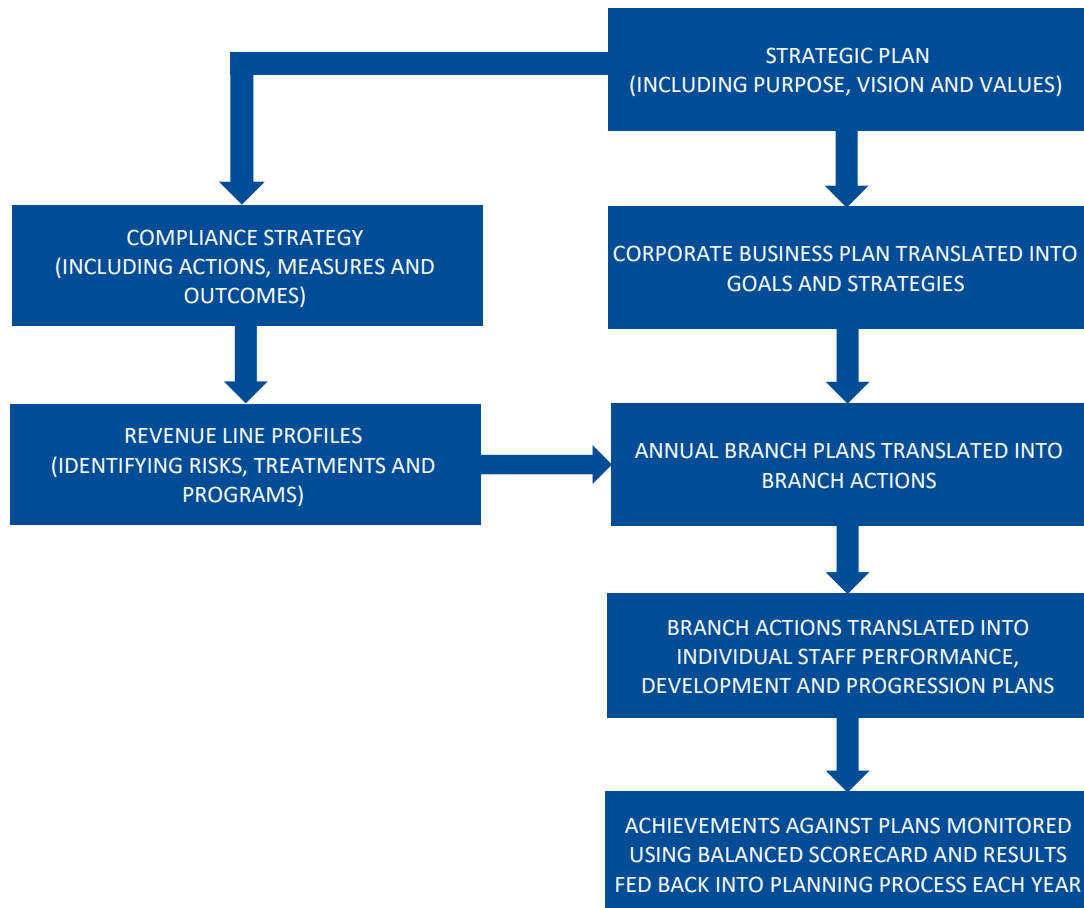 STRATEGIC PLAN
(INCLUDING PURPOSE, VISION AND VALUES)
COMPLIANCE STRATEGY
(INCLUDING ACTIONS, MEASURES AND
OUTCOMES)
CORPORATE BUSINESS PLAN TRANSLATED INTO
GOALS AND STRATEGIES
REVENUE LINE PROFILES
(IDENTIFYING RISKS, TREATMENTS AND
PROGRAMS)
ANNUAL BRANCH PLANS TRANSLATED INTO
BRANCH ACTIONS
BRANCH ACTIONS TRANSLATED INTO
INDIVIDUAL STAFF PERFORMANCE,
DEVELOPMENT AND PROGRESSION PLANS
ACHIEVEMENTS AGAINST PLANS MONITORED
USING BALANCED SCORECARD AND RESULTS
FED BACK INTO PLANNING PROCESS EACH YEAR